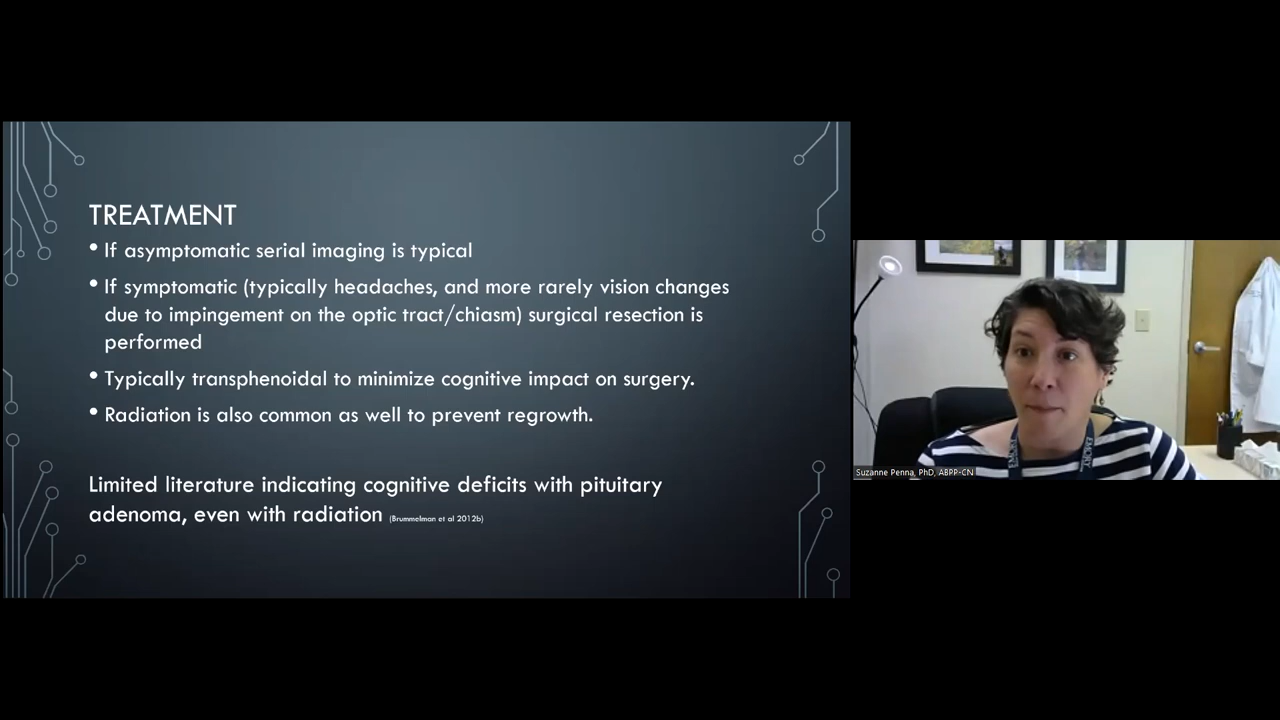 TREATMENT
• If asymptomatic serial imaging is typical
• If symptomatic (typically headaches, and more rarely vision changes
due to impingement on the optic tract/chiasm) surgical resection is
performed
• Typically transphenoidal to minimize cognitive impact on surgery.
• Radiation is also common as well to prevent regrowth.
Limited literature indicating cognitive deficits with pituitary
adenoma, even with radiation (Brummelman et al 2012b)
Suzanne Penna, PhD, ABPP-CN
EMORY